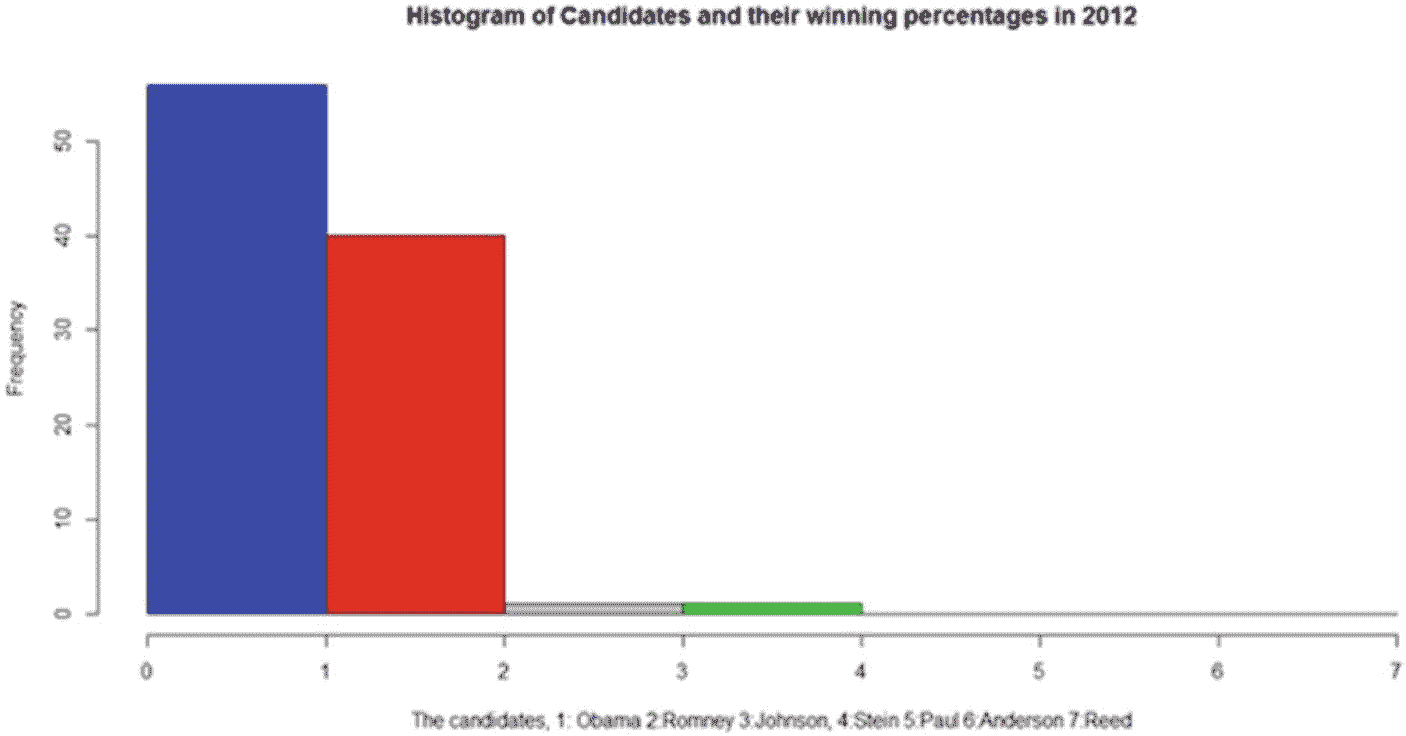 Histogram of Candidates and their winning percentages in 2012
Frequency
50
40
30
20
10
0
0 1 2 3 4 5 6 7
The candidates, 1: Obama 2:Romney 3:Johnson, 4:Stein 5:Paul 6:Anderson 7:Reed